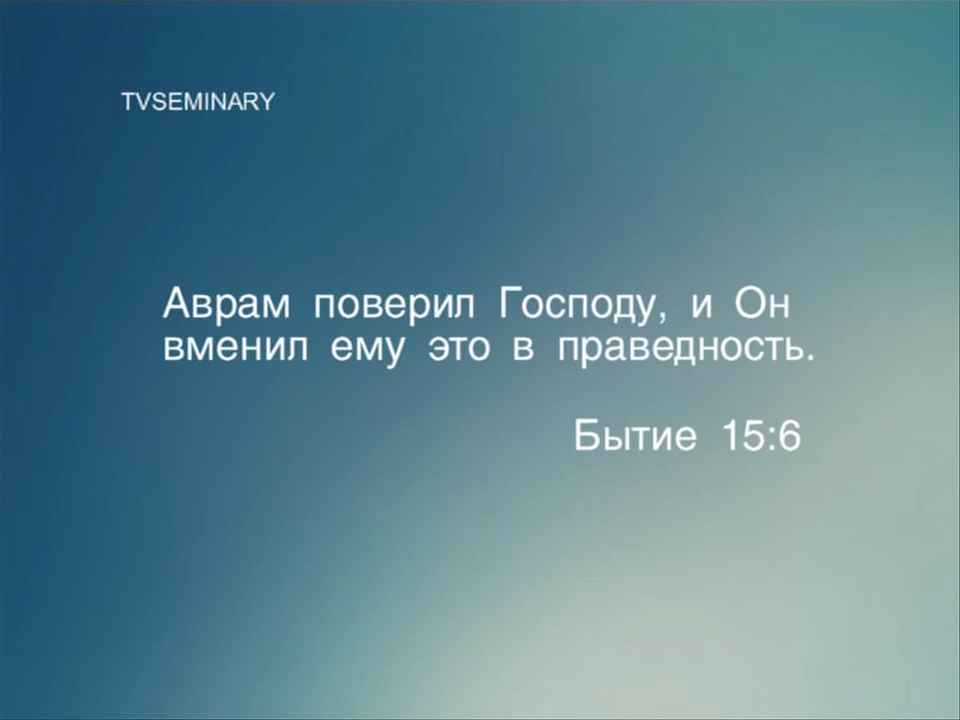 TVSEMINARY
Аврам поверил Господу, и Он
вменил ему это в праведность.
Бытие 15:6